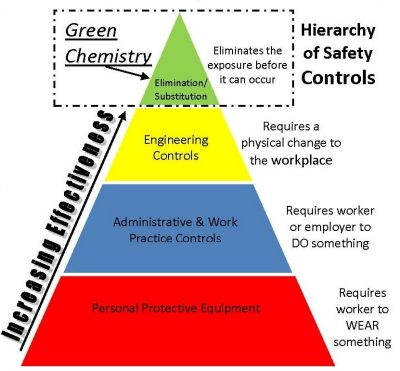 Green
Chemistry
Eliminates the
exposure before
it can occur
Hierarchy
of Safety
Controls
Elimination/
Substitution
Increasing Effectiveness
Engineering
Controls
Requires a
physical change to
the workplace
Administrative & Work
Practice Controls
Requires worker
or employer to
DO something
Personal Protective Equipment
Requires
worker to
WEAR
something